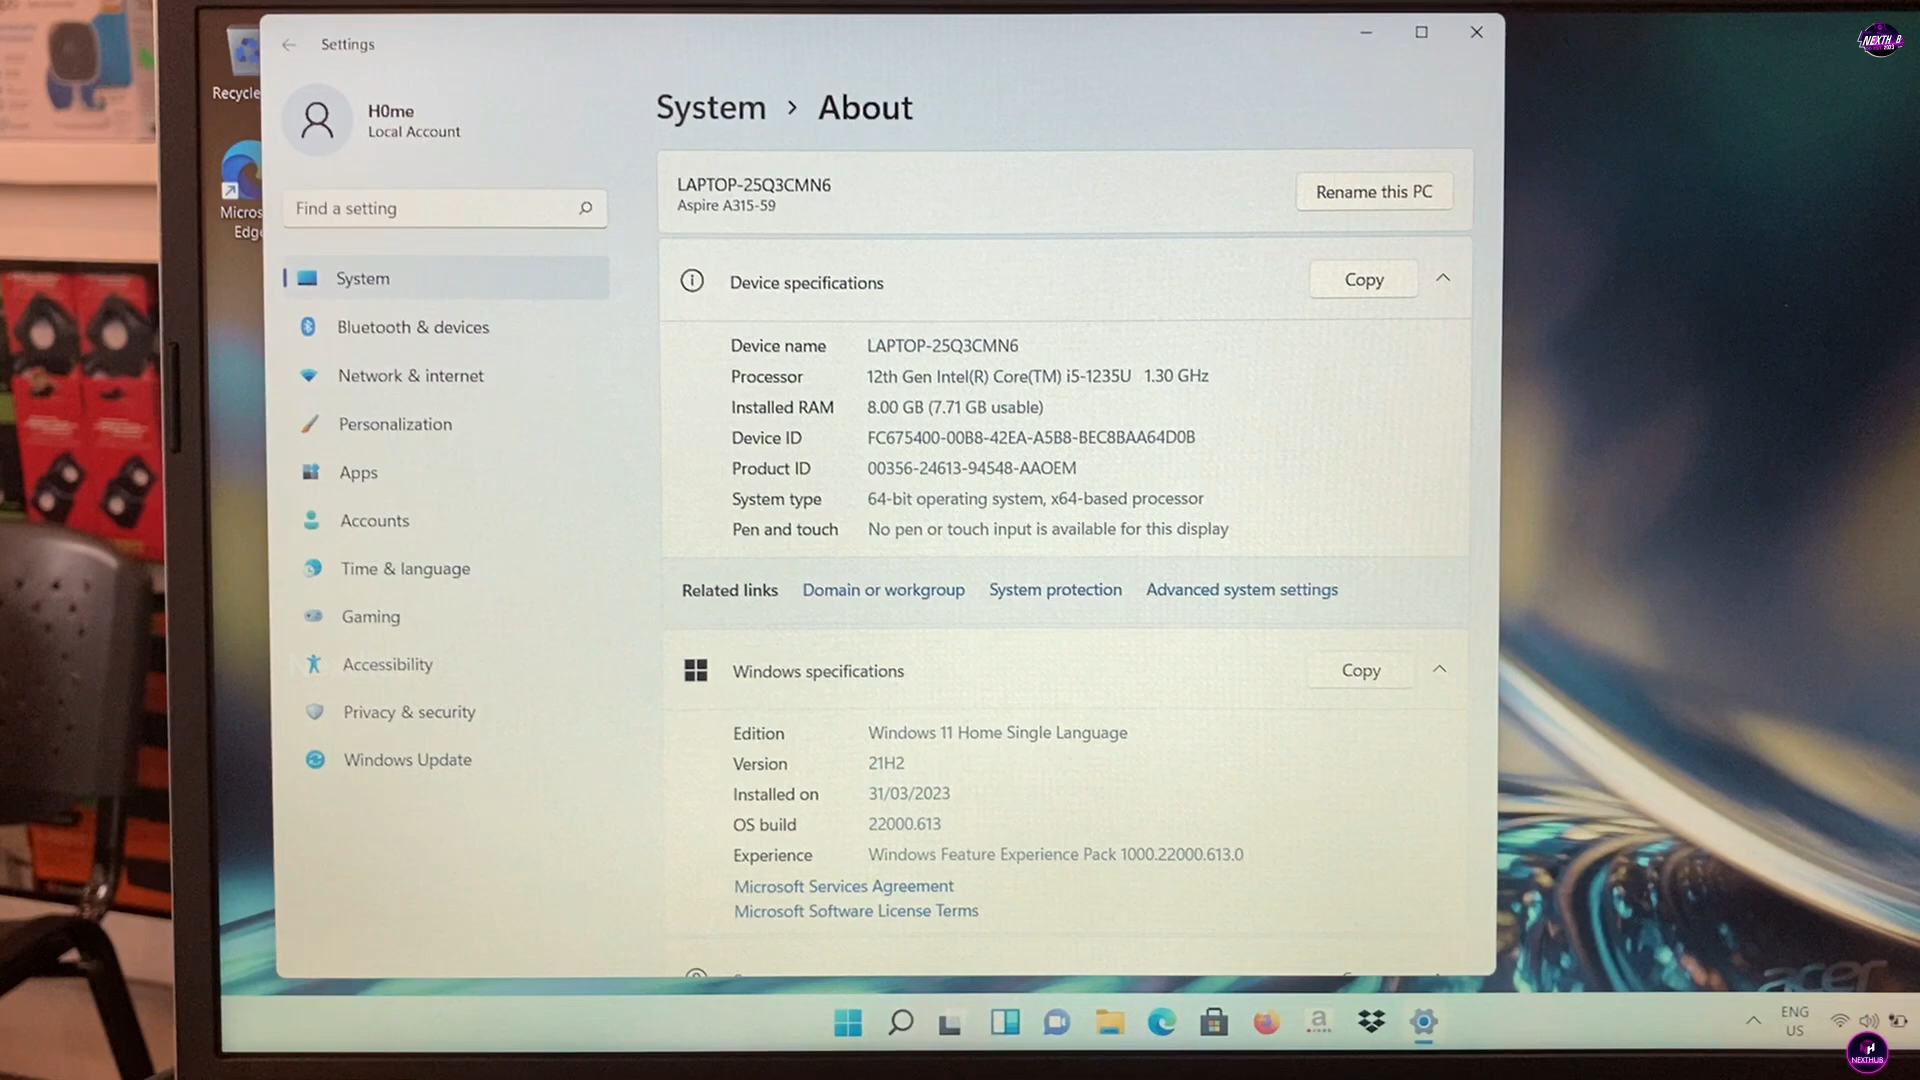 Settings
NEXTHUB
2023
Recycle
H0me
Local Account
System > About
LAPTOP-25Q3CMN6
Aspire A315-59
Rename this PC
Find a setting
Micros
Edge
System
Bluetooth & devices
Network & internet
Personalization
Apps
Accounts
Time & language
Gaming
Accessibility
Privacy & security
Windows Update
Device specifications
Copy
Device name LAPTOP-25Q3CMN6
Processor 12th Gen Intel(R) Core(TM) i5-1235U 1.30 GHz
Installed RAM 8.00 GB (7.71 GB usable)
Device ID FC675400-00B8-42EA-A5B8-BEC8BAA64D0B
Product ID 00356-24613-94548-AAOEM
System type 64-bit operating system, x64-based processor
Pen and touch No pen or touch input is available for this display
Related links Domain or workgroup System protection Advanced system settings
Windows specifications
Copy
Edition Windows 11 Home Single Language
Version 21H2
Installed on 31/03/2023
OS build 22000.613
Experience Windows Feature Experience Pack 1000.22000.613.0
Microsoft Services Agreement
Microsoft Software License Terms
acer
a
ENG
US
NEXTHUB